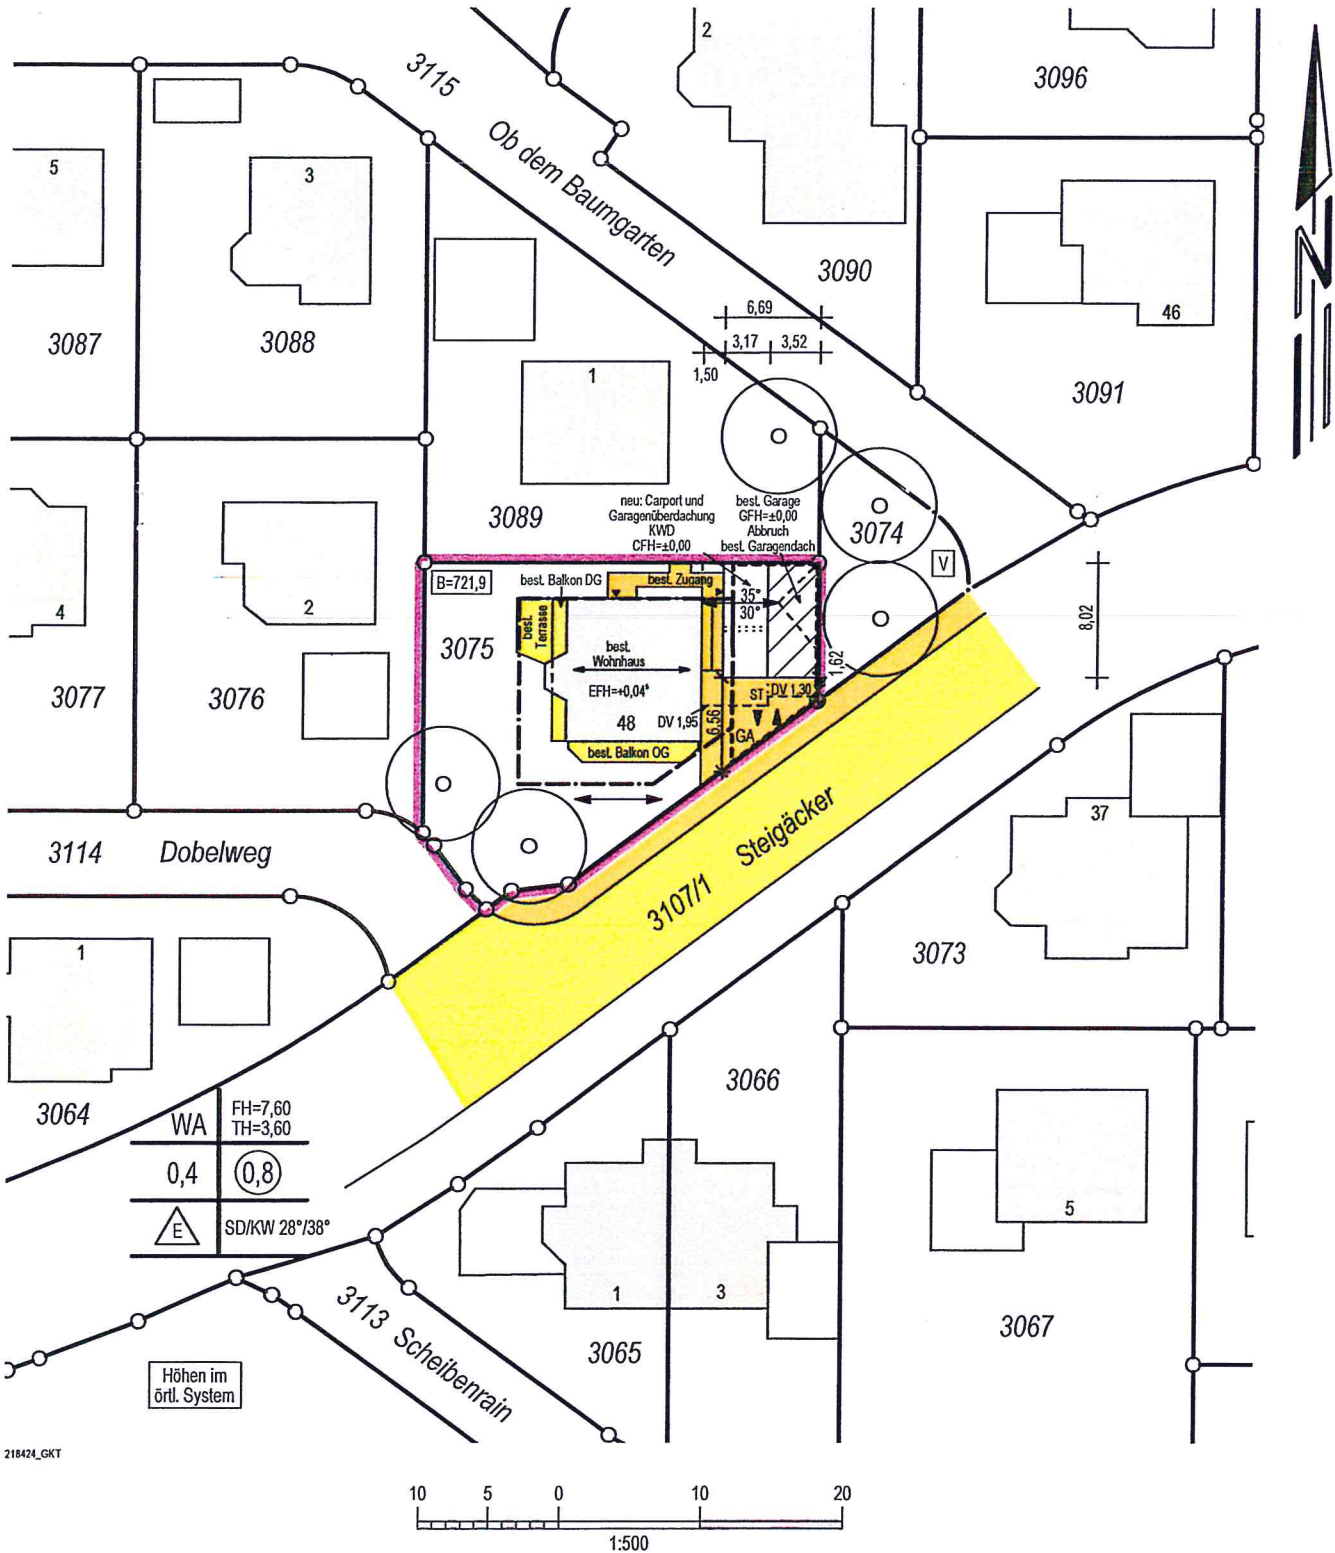 2
3115
3096
Ob dem Baumgarten
5
3
3090
46
6,69
3087
3088
3,17
3,52
1,50
1
3091
neu: Carport und
Garagenüberdachung
KWD
CFH=±0,00
best. Garage
GFH=±0,00
Abbruch
best. Garagendach
3089
3074
V
B=721,9
best. Balkon DG
best. Zugang
35°
30°
8,02
4
2
3075
best.
Terrasse
best.
Wohnhaus
1,62
3077
3076
EFH=+0,04⁵
ST
DV 1,30
48
DV 1,95
6,56
GA
best. Balkon OG
37
3114
Dobelweg
Steigäcker
3107/1
3073
1
3066
3064
WA
FH=7,60
TH=3,60
0,4
0,8
E
SD/KW 28°/38°
5
1
3
3113 Scheibenrain
3065
3067
Höhen im
örtl. System
218424_GKT
10
5
0
10
20
1:500